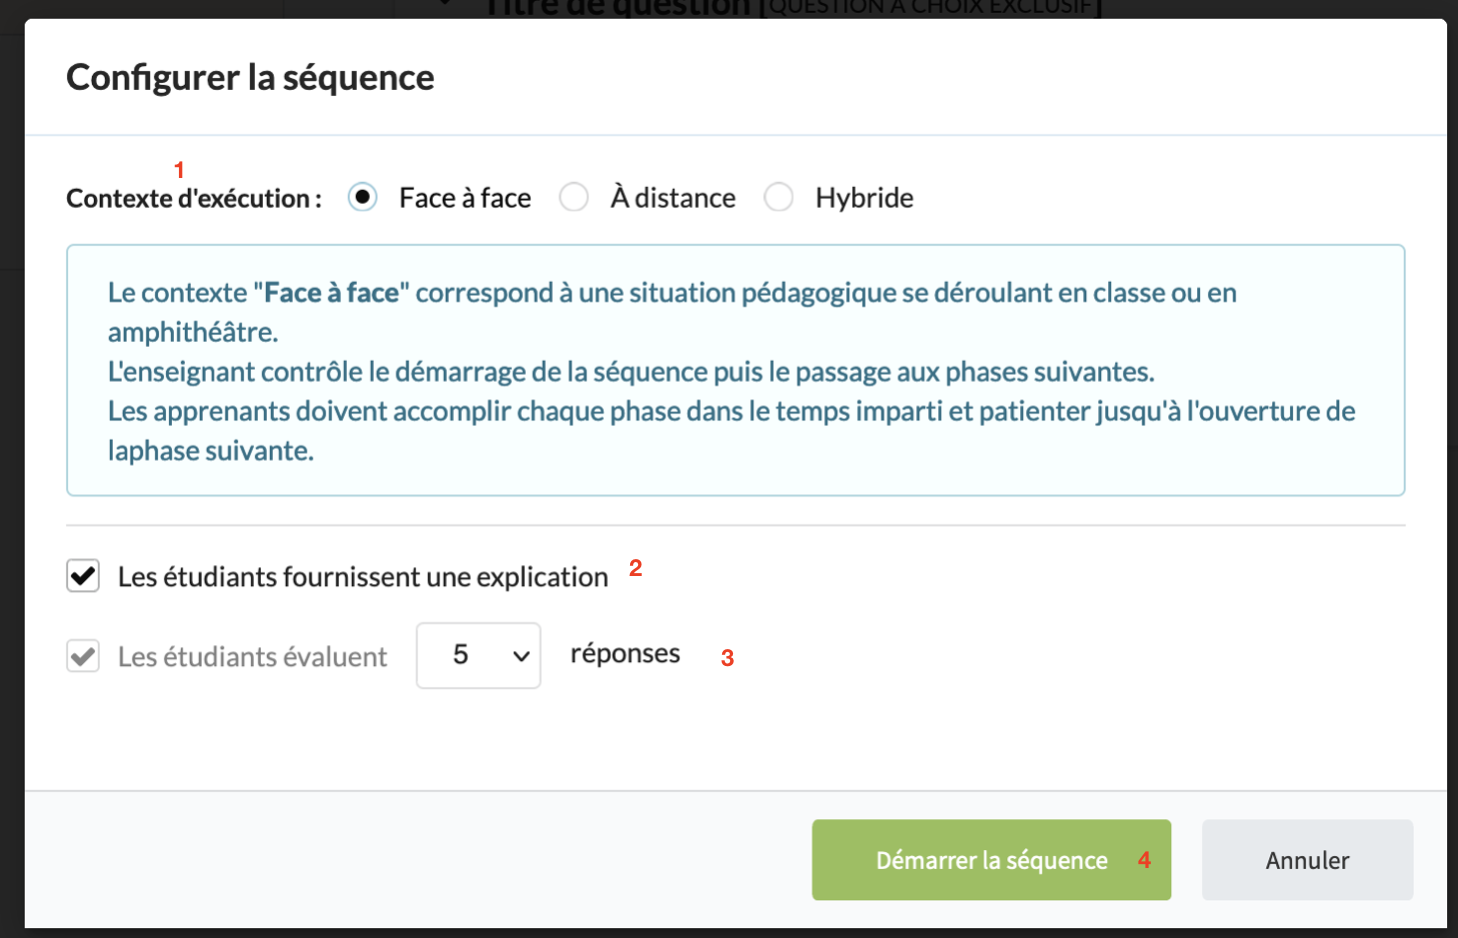 Titre de question [QUESTION À CHOIX EXCLUSIF]
Configurer la séquence
1
Contexte d'exécution : Face à face À distance Hybride
Le contexte "Face à face" correspond à une situation pédagogique se déroulant en classe ou en
amphithéâtre.
L'enseignant contrôle le démarrage de la séquence puis le passage aux phases suivantes.
Les apprenants doivent accomplir chaque phase dans le temps imparti et patienter jusqu'à l'ouverture de
laphase suivante.
Les étudiants fournissent une explication 2
Les étudiants évaluent 5 réponses 3
Démarrer la séquence 4 Annuler